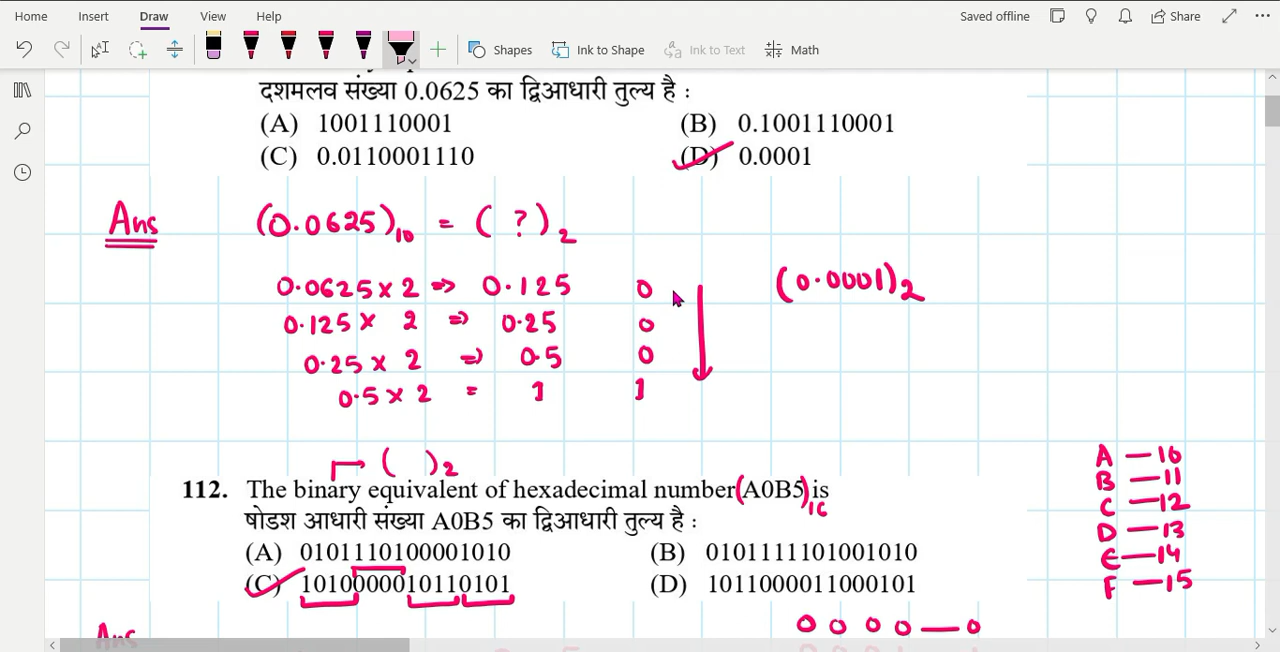 Home Insert Draw View Help Saved offline Share
Shapes Ink to Shape Ink to Text Math
दशमलव संख्या 0.0625 का द्विआधारी तुल्य है :
(A) 1001110001 (B) 0.1001110001
(C) 0.0110001110 (D) 0.0001
Ans (0.0625)10 = ( ? )2
0.0625 × 2 => 0.125 0 (0.0001)2
0.125 × 2 => 0.25 0
0.25 × 2 => 0.5 0
0.5 × 2 = 1 1
( )2
112. The binary equivalent of hexadecimal number (A0B5)16 is
षोडश आधारी संख्या A0B5 का द्विआधारी तुल्य है :
(A) 0101110100001010 (B) 0101111101001010
(C) 1010000010110101 (D) 1011000011000101
A — 10
B — 11
C — 12
D — 13
E — 14
F — 15
Ans 0 0 0 0 — 0